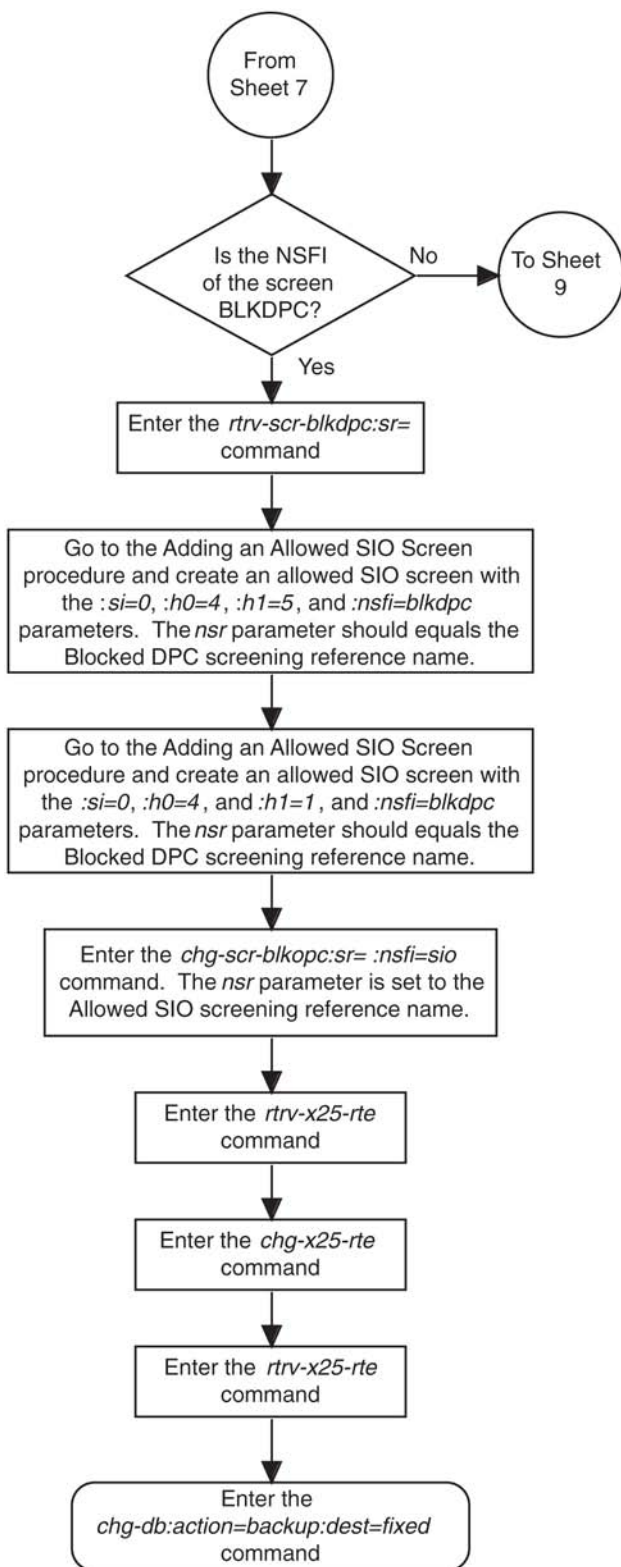 From
Sheet 7
Is the NSFI
of the screen
BLKDPC?
No
To Sheet
9
Yes
Enter the rtrv-scr-blkdpc:sr=
command
Go to the Adding an Allowed SIO Screen
procedure and create an allowed SIO screen with
the :si=0, :h0=4, :h1=5, and :nsfi=blkdpc
parameters. The nsr parameter should equals the
Blocked DPC screening reference name.
Go to the Adding an Allowed SIO Screen
procedure and create an allowed SIO screen with
the :si=0, :h0=4, and :h1=1, and :nsfi=blkdpc
parameters. The nsr parameter should equals the
Blocked DPC screening reference name.
Enter the chg-scr-blkopc:sr= :nsfi=sio
command. The nsr parameter is set to the
Allowed SIO screening reference name.
Enter the rtrv-x25-rte
command
Enter the chg-x25-rte
command
Enter the rtrv-x25-rte
command
Enter the
chg-db:action=backup:dest=fixed
command